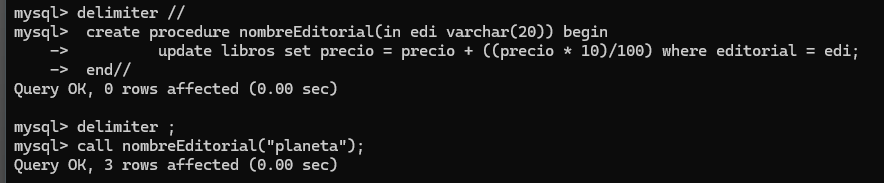 mysql> delimiter //
mysql>  create procedure nombreEditorial(in edi varchar(20)) begin
    ->          update libros set precio = precio + ((precio * 10)/100) where editorial = edi;
    ->  end//
Query OK, 0 rows affected (0.00 sec)

mysql> delimiter ;
mysql> call nombreEditorial("planeta");
Query OK, 3 rows affected (0.00 sec)